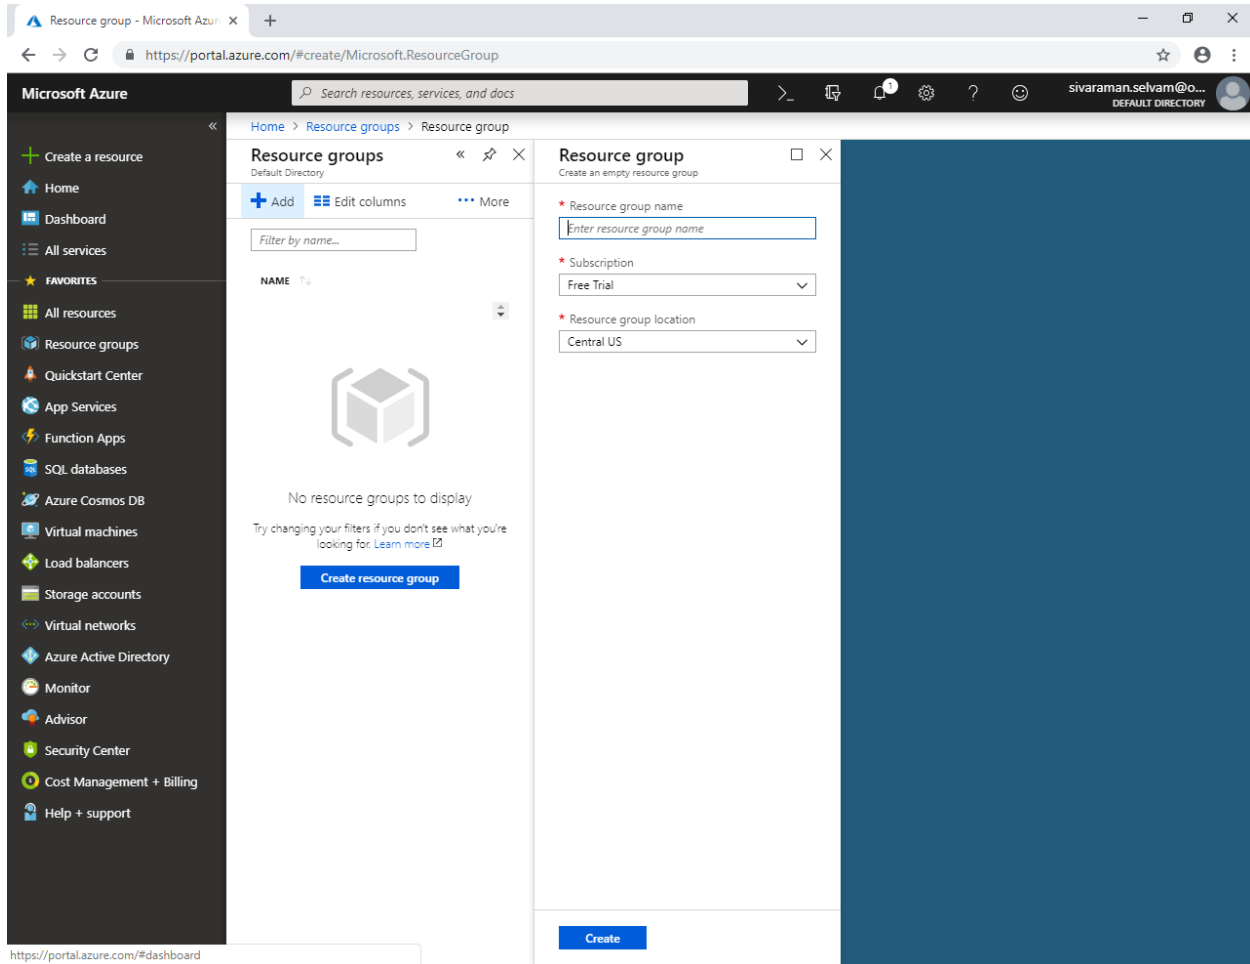 Resource group - Microsoft Azur
https://portal.azure.com/#create/Microsoft.ResourceGroup
Microsoft Azure
Search resources, services, and docs
1
sivaraman.selvam@o...
DEFAULT DIRECTORY
Home > Resource groups > Resource group
Create a resource
Home
Dashboard
All services
FAVORITES
All resources
Resource groups
Quickstart Center
App Services
Function Apps
SQL databases
Azure Cosmos DB
Virtual machines
Load balancers
Storage accounts
Virtual networks
Azure Active Directory
Monitor
Advisor
Security Center
Cost Management + Billing
Help + support
Resource groups
Default Directory
Add
Edit columns
••• More
Filter by name...
NAME
No resource groups to display
Try changing your filters if you don't see what you're
looking for. Learn more
Create resource group
Resource group
Create an empty resource group
* Resource group name
Enter resource group name
* Subscription
Free Trial
* Resource group location
Central US
Create
https://portal.azure.com/#dashboard